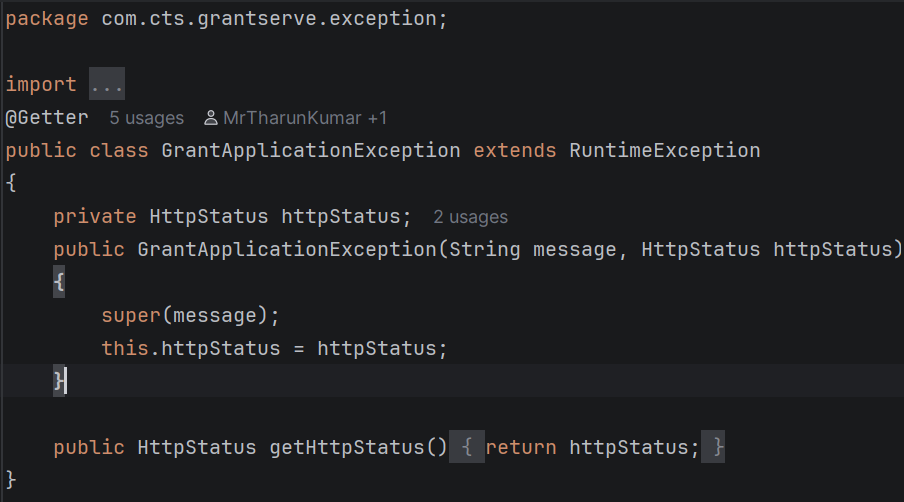 package com.cts.grantserve.exception;
import ...
@Getter 5 usages MrTharunKumar +1
public class GrantApplicationException extends RuntimeException
{
private HttpStatus httpStatus; 2 usages
public GrantApplicationException(String message, HttpStatus httpStatus)
{
super(message);
this.httpStatus = httpStatus;
}
public HttpStatus getHttpStatus() { return httpStatus; }
}